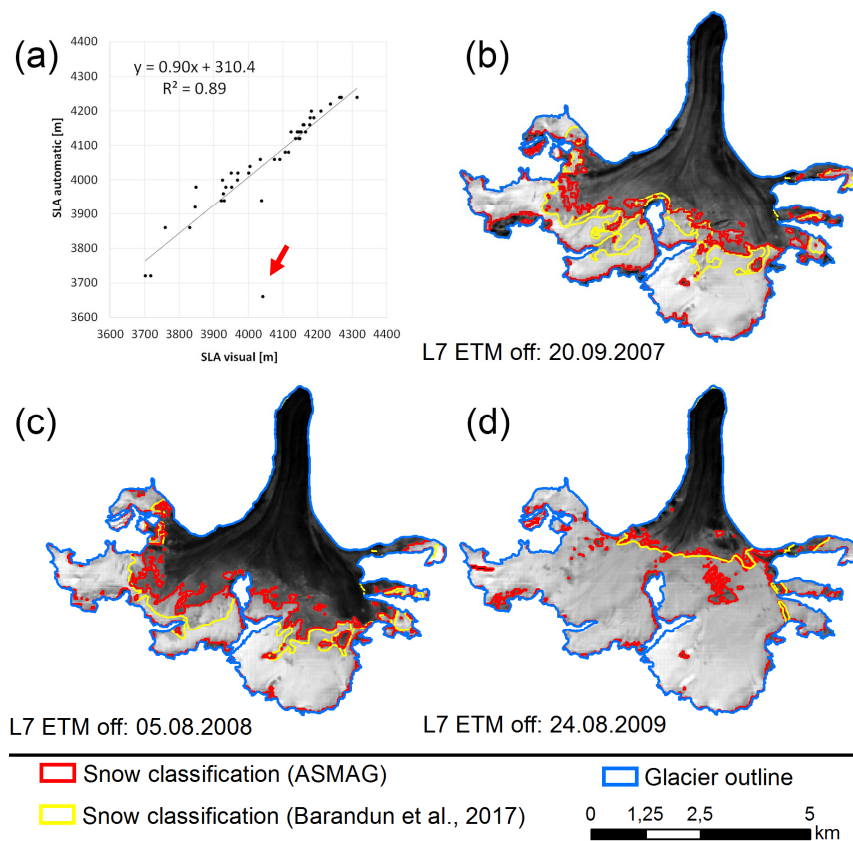 (a)
y = 0.90x + 310.4
R² = 0.89
4400
4300
4200
4100
4000
3900
3800
3700
3600
SLA automatic [m]
3600 3700 3800 3900 4000 4100 4200 4300 4400
SLA visual [m]
(b)
L7 ETM off: 20.09.2007
(c)
L7 ETM off: 05.08.2008
(d)
L7 ETM off: 24.08.2009
Snow classification (ASMAG)
Snow classification (Barandun et al., 2017)
Glacier outline
0 1,25 2,5 5
km